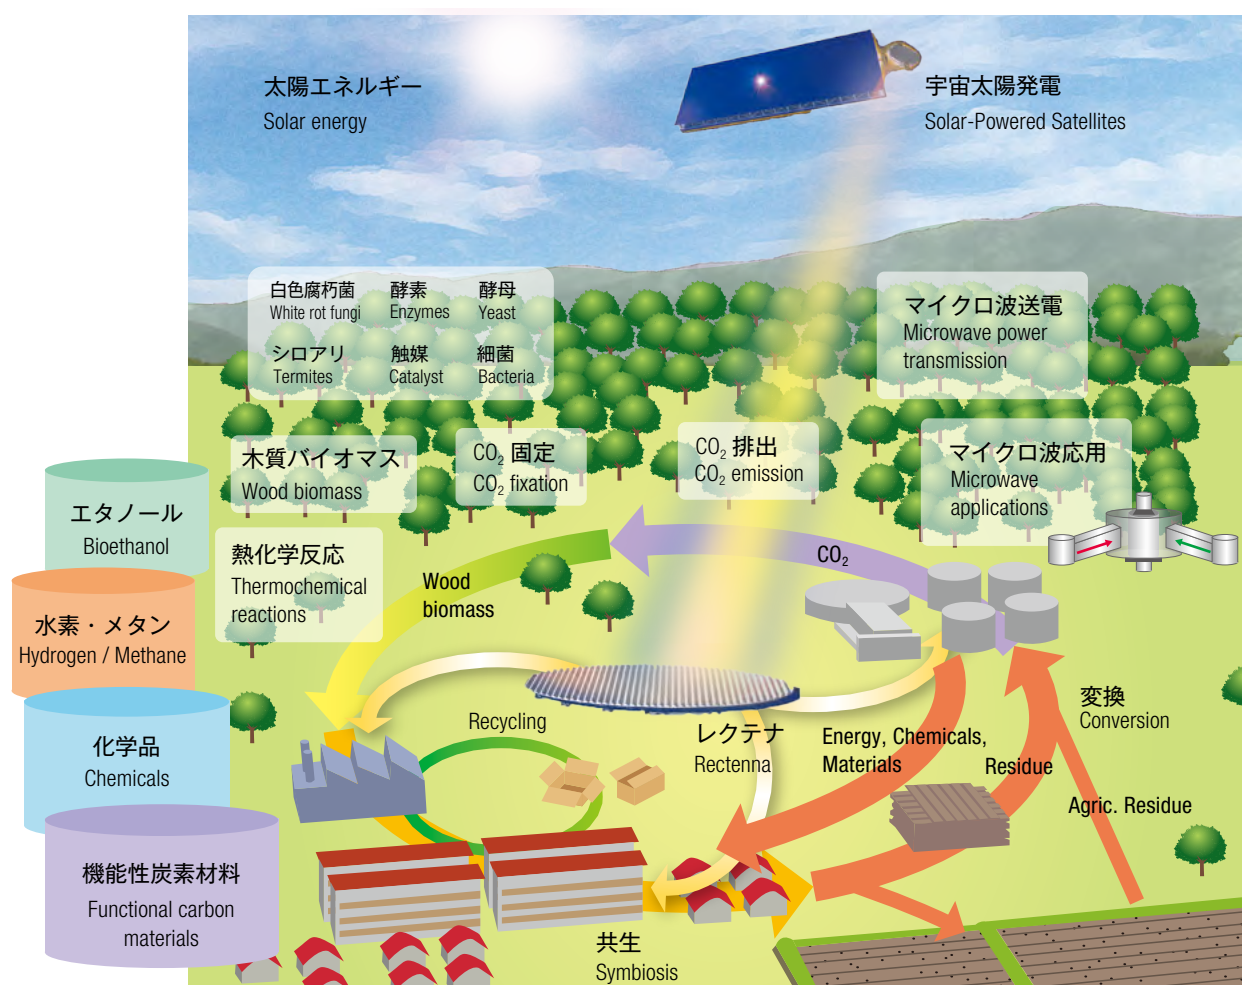 太陽エネルギー
Solar energy
宇宙太陽発電
Solar-Powered Satellites
白色腐朽菌
White rot fungi
酵素
Enzymes
酵母
Yeast
シロアリ
Termites
触媒
Catalyst
細菌
Bacteria
マイクロ波送電
Microwave power
transmission
木質バイオマス
Wood biomass
CO₂ 固定
CO₂ fixation
CO₂ 排出
CO₂ emission
マイクロ波応用
Microwave
applications
エタノール
Bioethanol
熱化学反応
Thermochemical
reactions
Wood
biomass
CO₂
水素・メタン
Hydrogen / Methane
化学品
Chemicals
Recycling
レクテナ
Rectenna
Energy, Chemicals,
Materials
Residue
変換
Conversion
Agric. Residue
機能性炭素材料
Functional carbon
materials
共生
Symbiosis